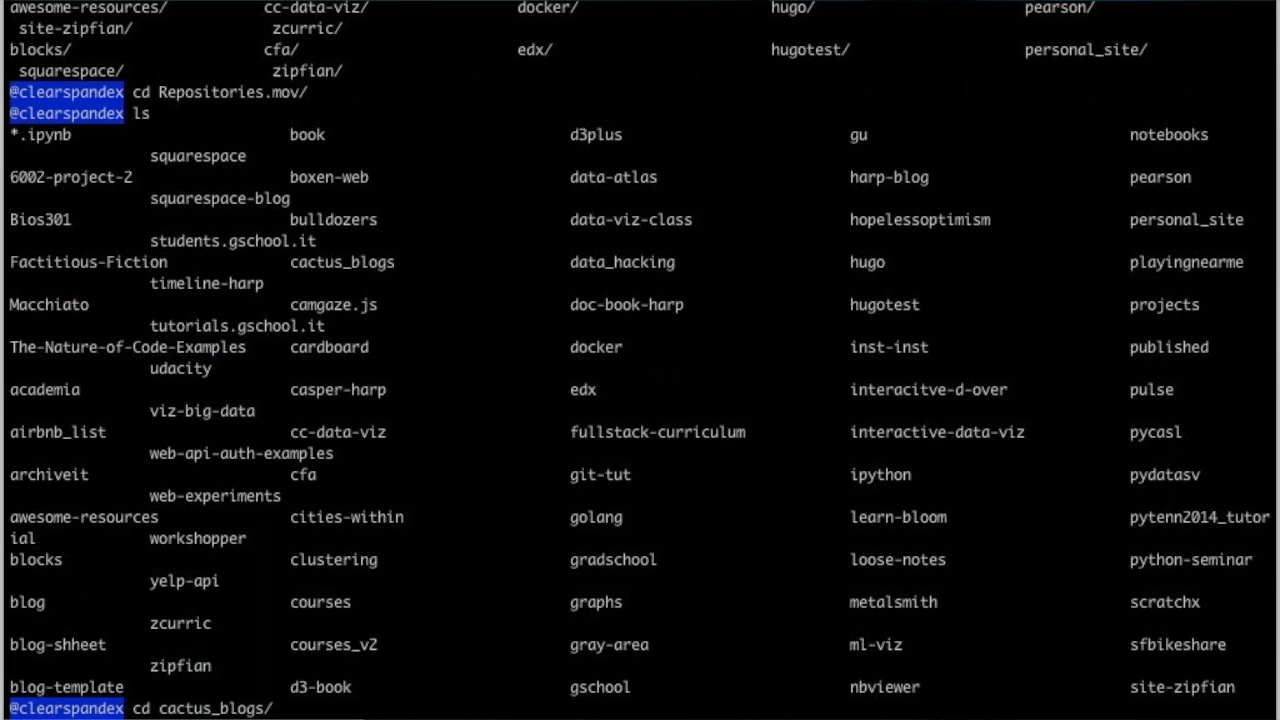 awesome-resources/ cc-data-viz/ docker/ hugo/ pearson/
site-zipfian/ zcurric/
blocks/ cfa/ edx/ hugotest/ personal_site/
squarespace/ zipfian/
@clearspandex cd Repositories.mov/
@clearspandex ls
*.ipynb book d3plus gu notebooks
squarespace
6002-project-2 boxen-web data-atlas harp-blog pearson
squarespace-blog
Bios301 bulldozers data-viz-class hopelessoptimism personal_site
students.gschool.it
Factitious-Fiction cactus_blogs data_hacking hugo playingnearme
timeline-harp
Macchiato camgaze.js doc-book-harp hugotest projects
tutorials.gschool.it
The-Nature-of-Code-Examples cardboard docker inst-inst published
udacity
academia casper-harp edx interacitve-d-over pulse
viz-big-data
airbnb_list cc-data-viz fullstack-curriculum interactive-data-viz pycasl
web-api-auth-examples
archiveit cfa git-tut ipython pydatasv
web-experiments
awesome-resources cities-within golang learn-bloom pytenn2014_tutor
ial workshopper
blocks clustering gradschool loose-notes python-seminar
yelp-api
blog courses graphs metalsmith scratchx
zcurric
blog-shheet courses_v2 gray-area ml-viz sfbikeshare
zipfian
blog-template d3-book gschool nbviewer site-zipfian
@clearspandex cd cactus_blogs/